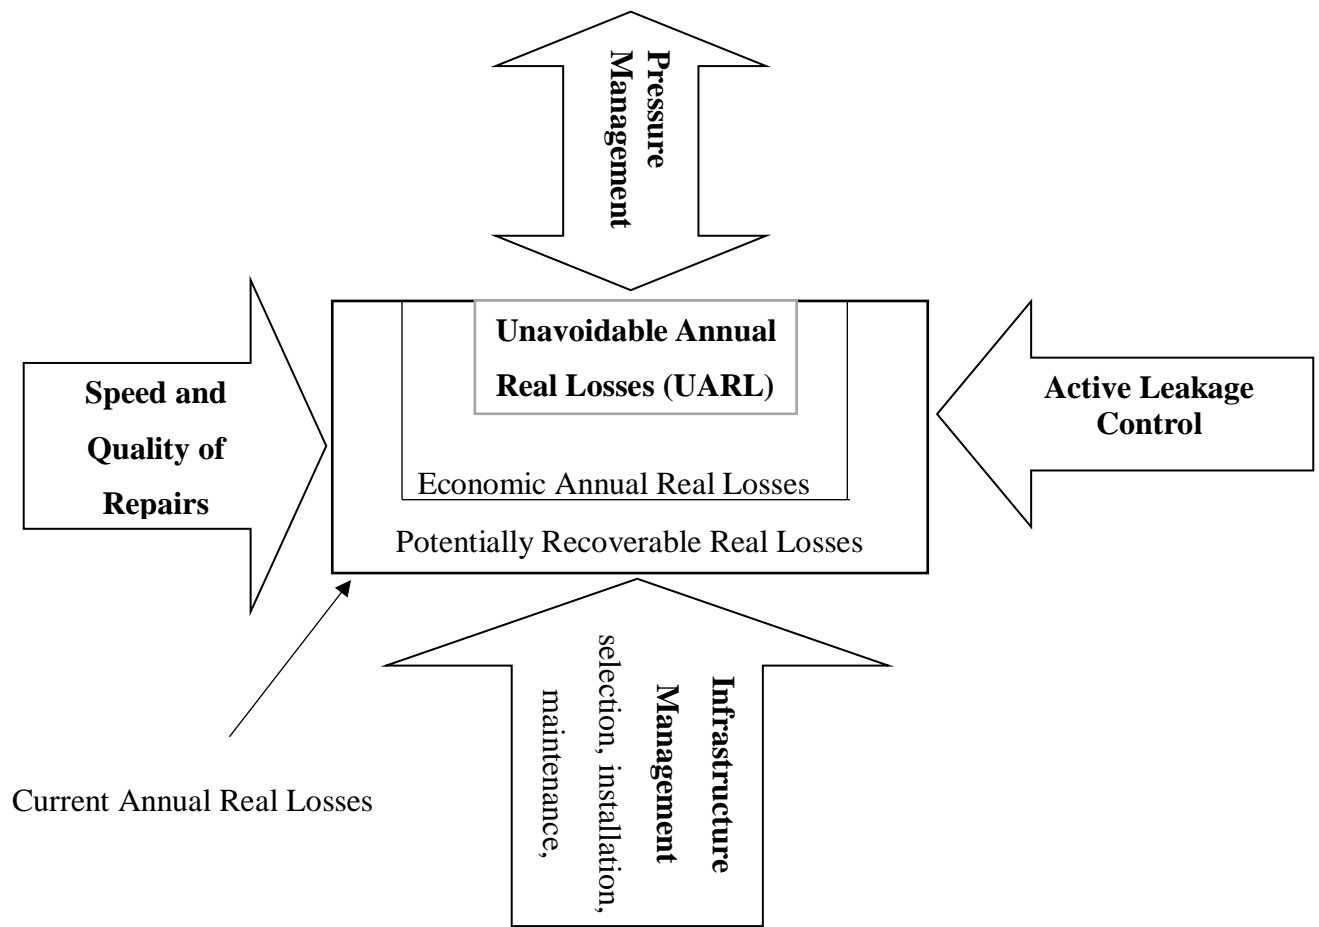 Pressure
Management
Unavoidable Annual
Real Losses (UARL)
Speed and
Quality of
Repairs
Active Leakage
Control
Economic Annual Real Losses
Potentially Recoverable Real Losses
Infrastructure
Management
selection, installation,
maintenance,
Current Annual Real Losses